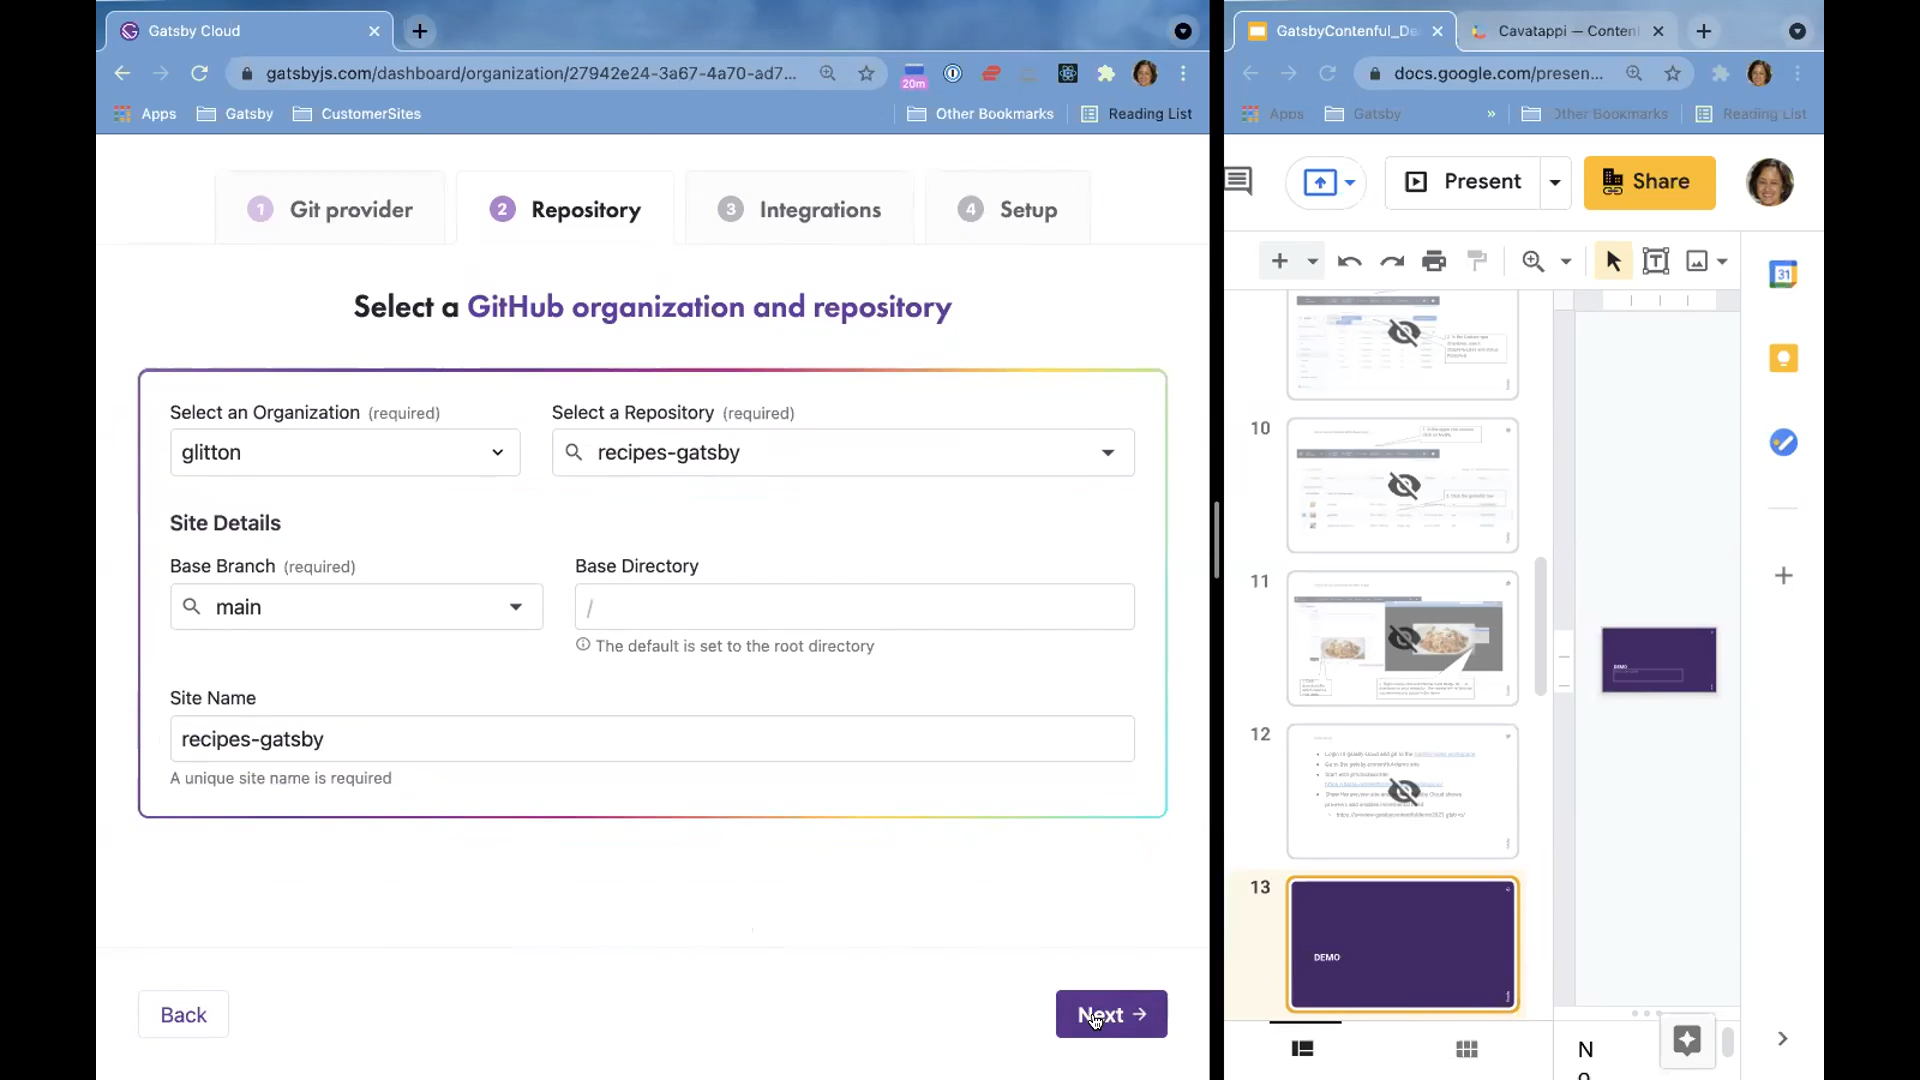 Gatsby Cloud
gatsbyjs.com/dashboard/organization/27942e24-3a67-4a70-ad7...
20m
Apps
Gatsby
CustomerSites
Other Bookmarks
Reading List
1 Git provider
2 Repository
3 Integrations
4 Setup
Select a GitHub organization and repository
Select an Organization (required)
Select a Repository (required)
glitton
recipes-gatsby
Site Details
Base Branch (required)
Base Directory
main
/
The default is set to the root directory
Site Name
recipes-gatsby
A unique site name is required
Back
Next
GatsbyContenful_De
Cavatappi — Content
docs.google.com/presen...
Apps
Gatsby
»
Other Bookmarks
Reading List
Present
Share
31
10
11
12
13
DEMO
DEMO
N